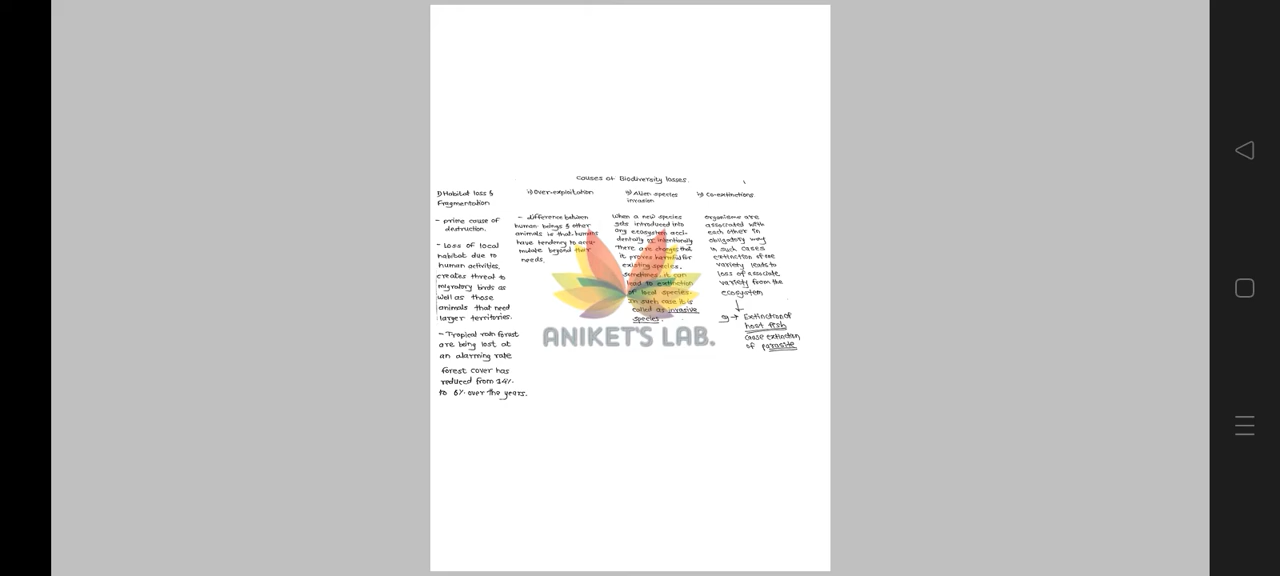 Causes of Biodiversity losses.
i) Habitat loss &
Fragmentation
- prime cause of
destruction.
- Loss of local
habitat due to
human activities.
creates threat to
migratory birds as
well as those
animals that need
larger territories.
- Tropical rain forest
are being lost at
an alarming rate
forest cover has
reduced from 14%
to 6% over the years.
ii) Over-exploitation
- difference between
human beings & other
animals is that humans
have tendency to accu-
mulate beyond their
needs.
iii) Alien species
invasion
When a new species
gets introduced into
any ecosystem acci-
dentally or intentionally
There are changes that
it proves harmful for
existing species.
sometimes, it can
lead to extinction
of local species.
In such case it is
called as invasive
species.
iv) Co-extinctions
organisms are
associated with
each other in
obligatory way
in such cases
extinction of one
variety leads to
loss of associate
variety from the
ecosystem
eg → Extinction of
host fish
cause extinction
of parasite
ANIKET'S LAB.